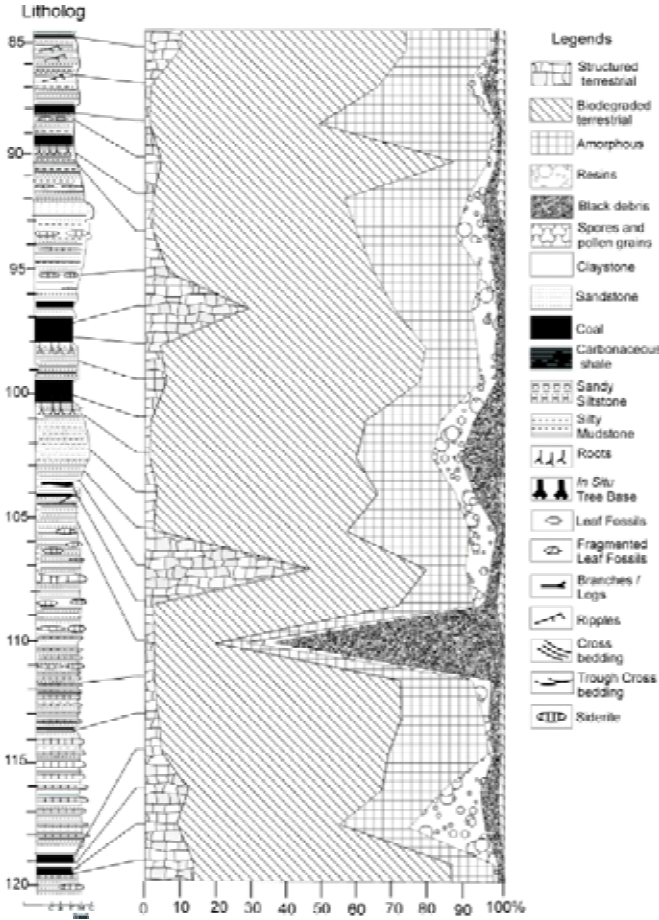 Litholog
85
90
95
100
105
110
115
120
0 10 20 30 40 50 60 70 80 90 100%
Legends
Structured
terrestrial
Biodegraded
terrestrial
Amorphous
Resins
Black debris
Spores and
pollen grains
Claystone
Sandstone
Coal
Carbonaceous
shale
Sandy
Siltstone
Silty
Mudstone
Roots
In Situ
Tree Base
Leaf Fossils
Fragmented
Leaf Fossils
Branches /
Logs
Ripples
Cross
bedding
Trough Cross
bedding
Siderite